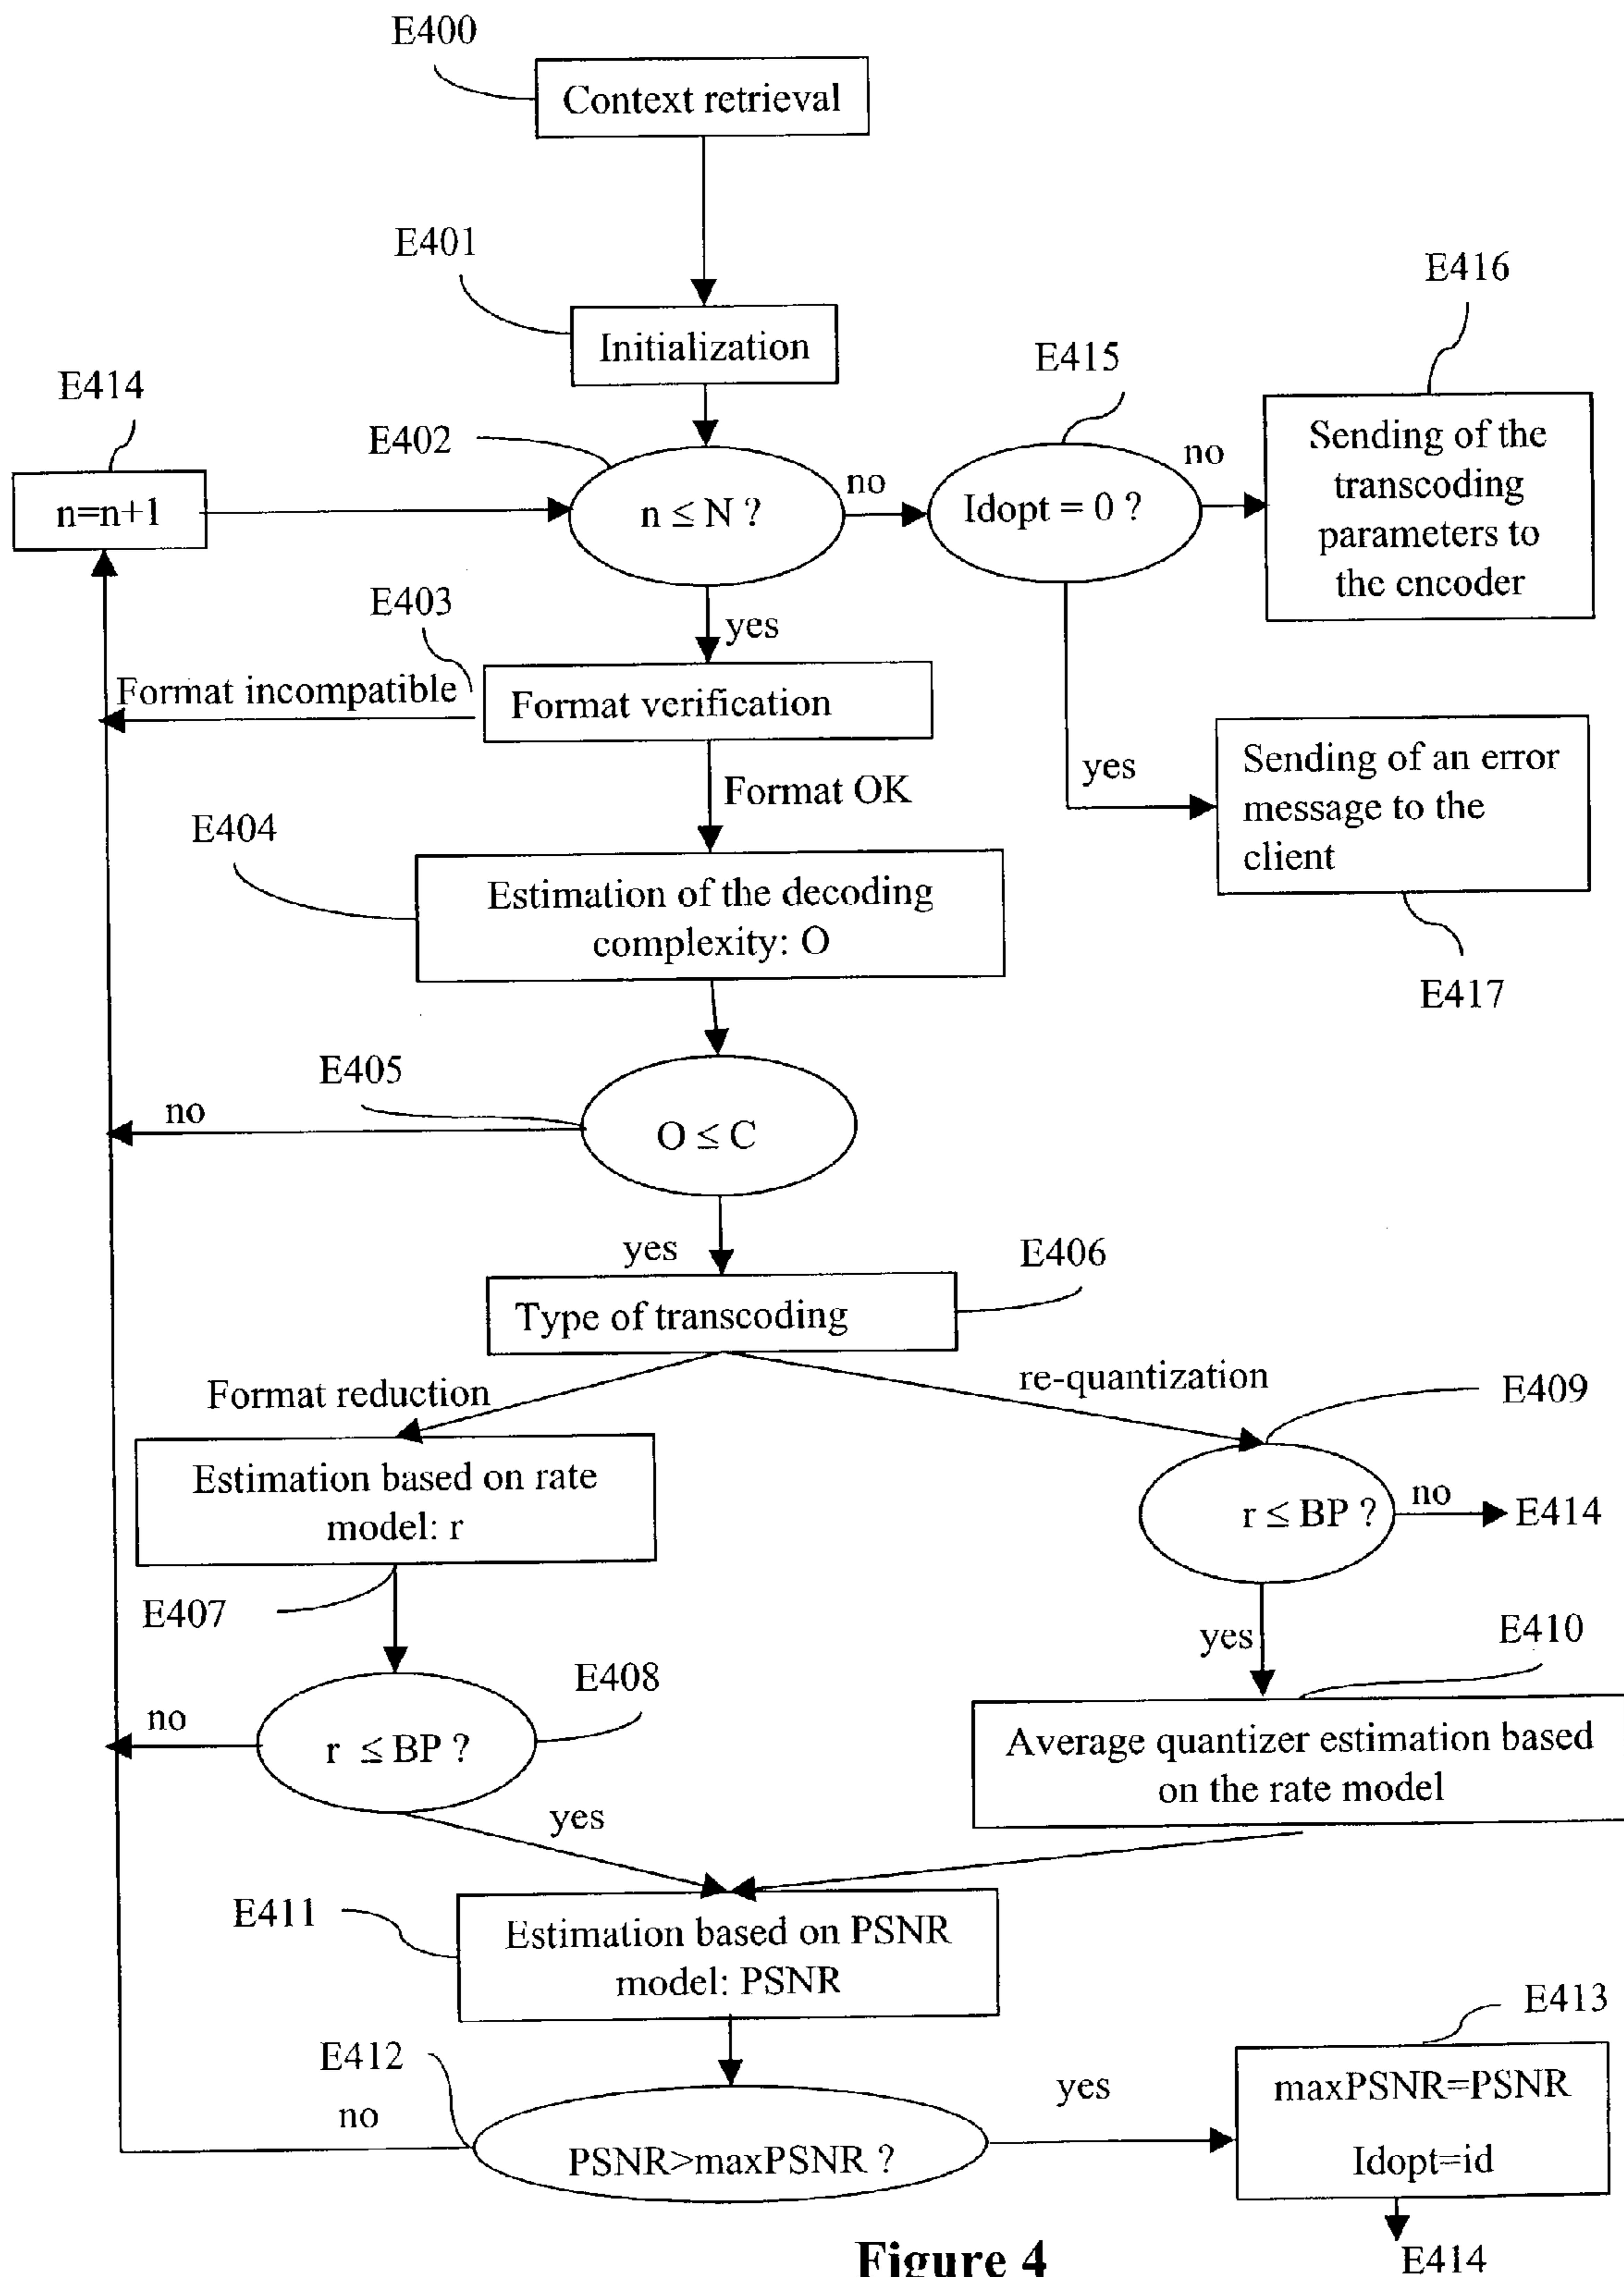 E400
Context retrieval
E401
Initialization
E416
E415
E414
E402
Sending of the
transcoding
parameters to
the encoder
no
no
n=n+1
n ≤ N ?
Idopt = 0 ?
E403
yes
Format incompatible
Format verification
yes
Sending of an error
message to the
client
Format OK
E404
Estimation of the decoding
complexity: O
E417
E405
no
O ≤ C
yes
E406
Type of transcoding
Format reduction
re-quantization
E409
Estimation based on rate
model: r
r ≤ BP ?
no
E414
E407
yes
E410
E408
no
r ≤ BP ?
Average quantizer estimation based
on the rate model
yes
E411
Estimation based on PSNR
model: PSNR
E413
E412
yes
maxPSNR=PSNR
no
PSNR>maxPSNR ?
Idopt=id
Figure 4
E414